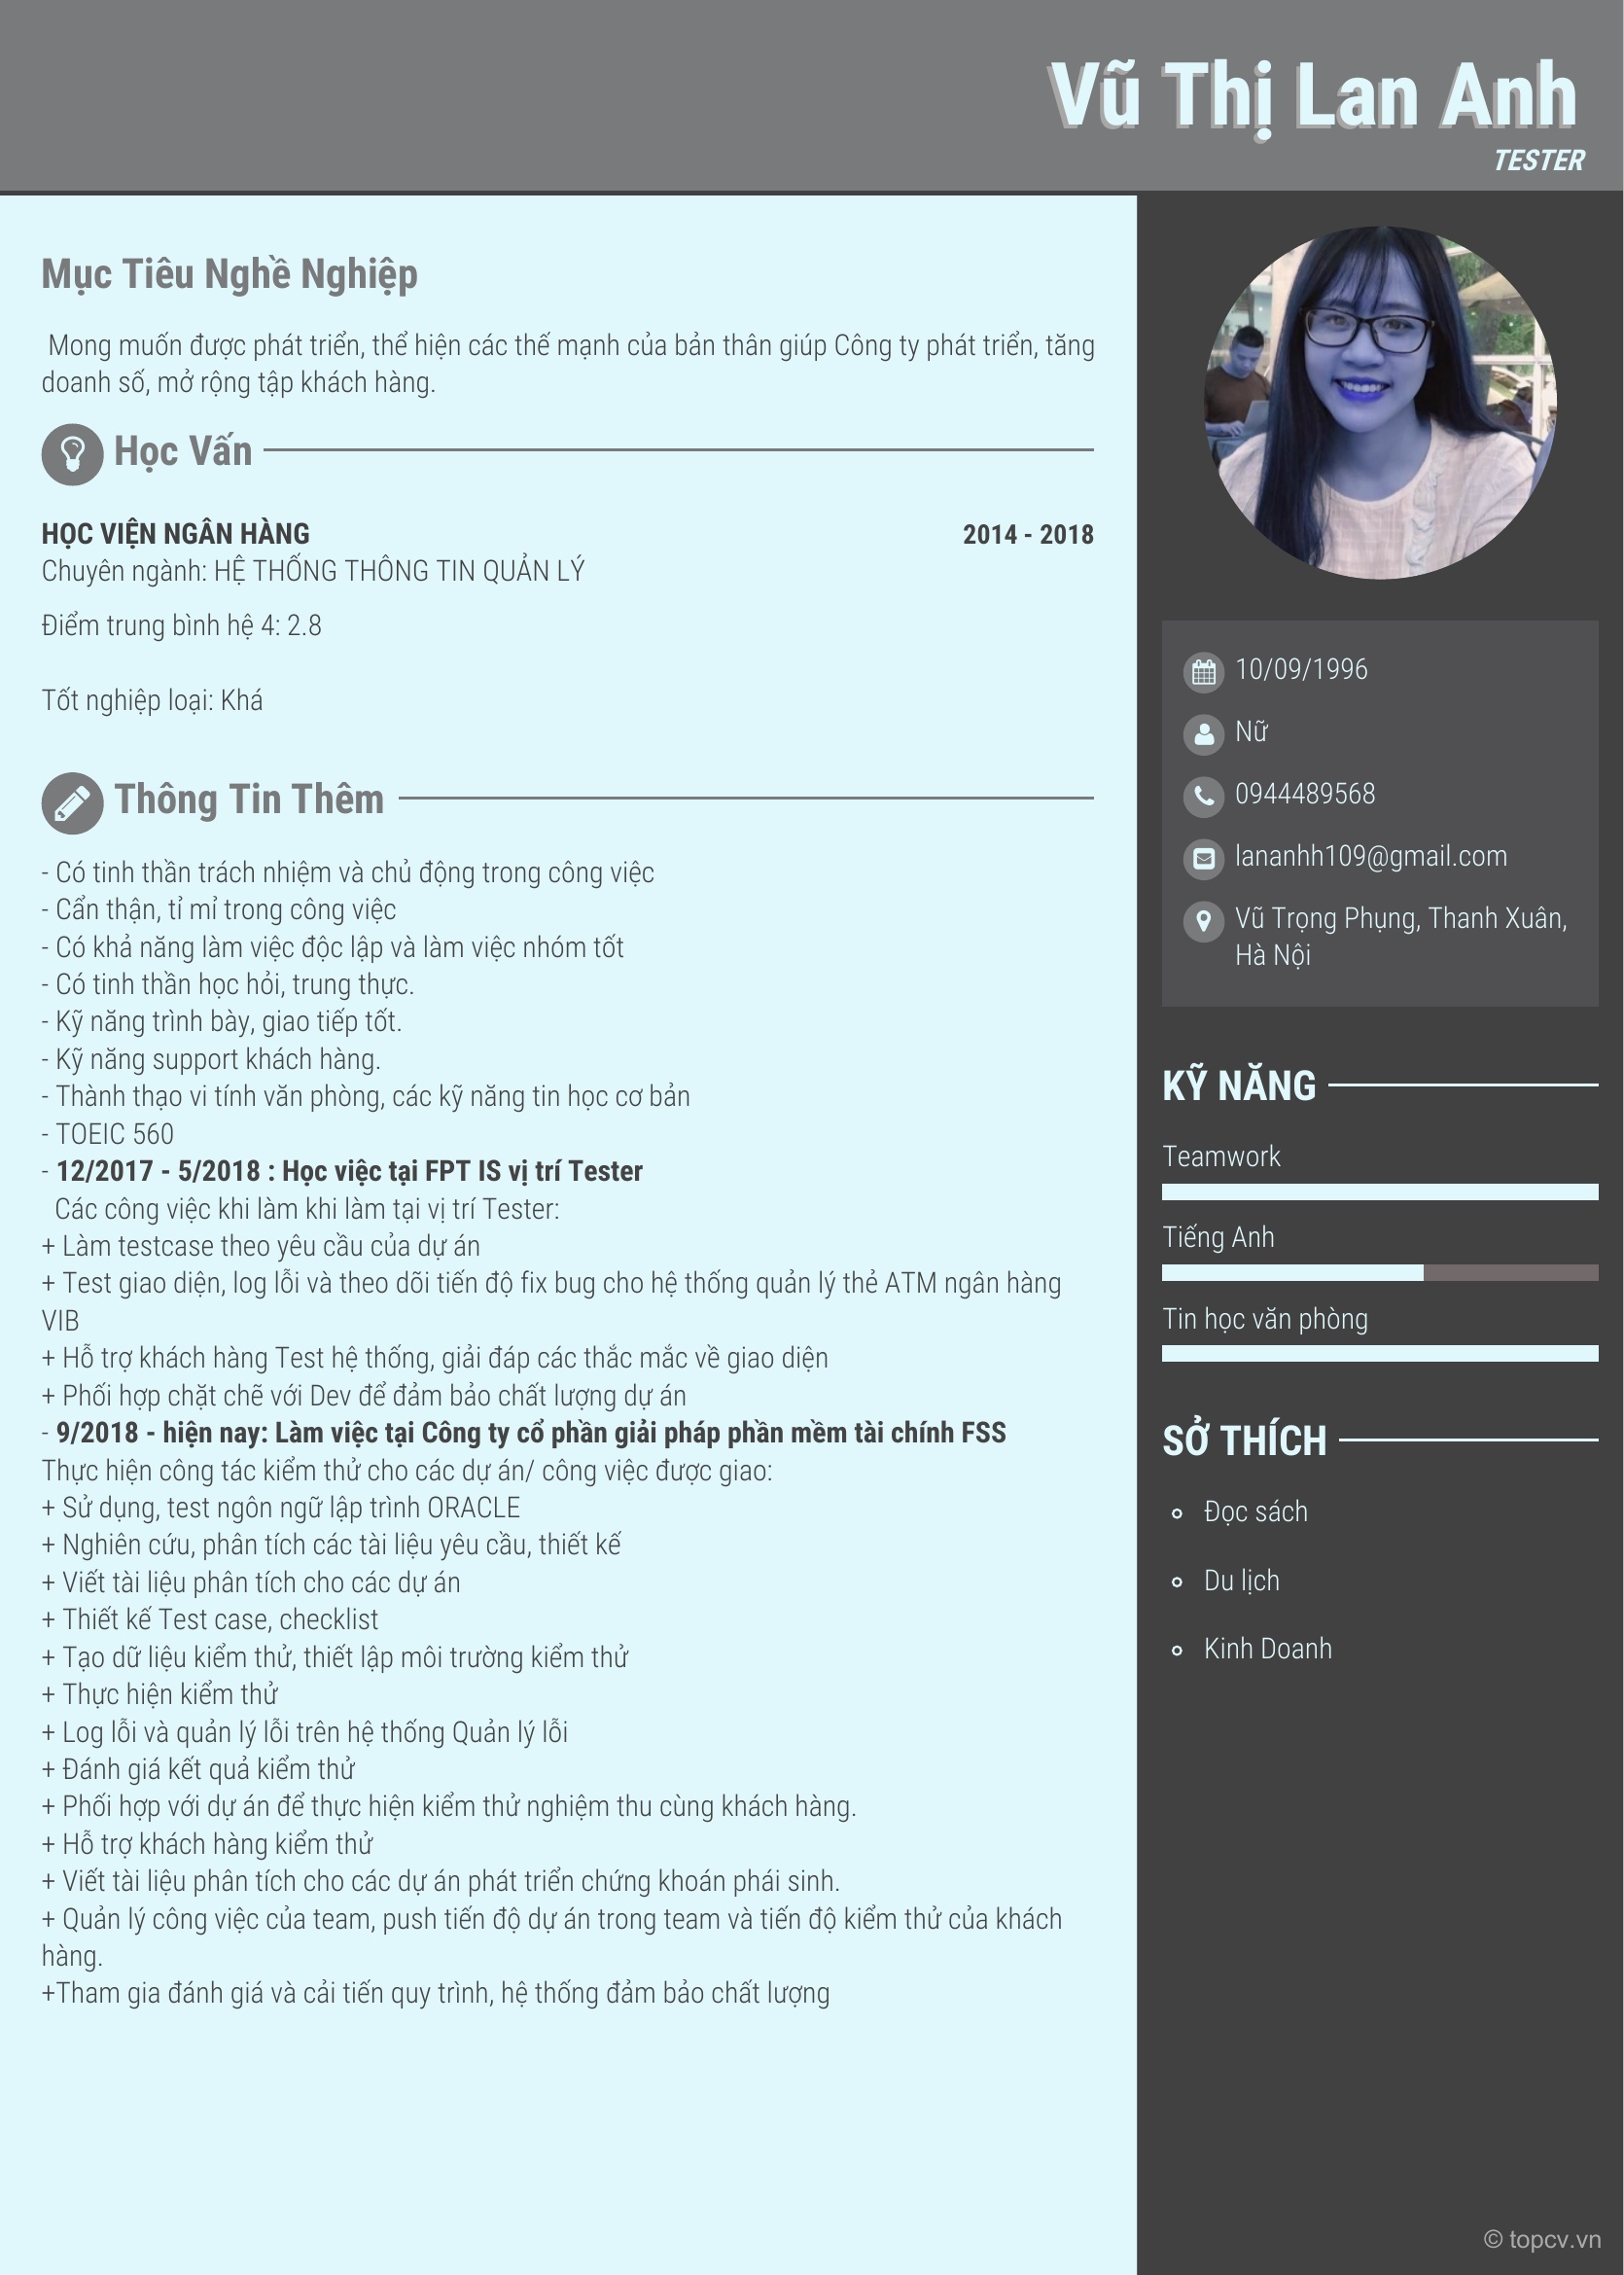 Vũ Thị Lan Anh
TESTER
Mục Tiêu Nghề Nghiệp
Mong muốn được phát triển, thể hiện các thế mạnh của bản thân giúp Công ty phát triển, tăng
doanh số, mở rộng tập khách hàng.
Học Vấn
HỌC VIỆN NGÂN HÀNG 2014 - 2018
Chuyên ngành: HỆ THỐNG THÔNG TIN QUẢN LÝ
Điểm trung bình hệ 4: 2.8
Tốt nghiệp loại: Khá
Thông Tin Thêm
- Có tinh thần trách nhiệm và chủ động trong công việc
- Cẩn thận, tỉ mỉ trong công việc
- Có khả năng làm việc độc lập và làm việc nhóm tốt
- Có tinh thần học hỏi, trung thực.
- Kỹ năng trình bày, giao tiếp tốt.
- Kỹ năng support khách hàng.
- Thành thạo vi tính văn phòng, các kỹ năng tin học cơ bản
- TOEIC 560
- 12/2017 - 5/2018 : Học việc tại FPT IS vị trí Tester
Các công việc khi làm khi làm tại vị trí Tester:
+ Làm testcase theo yêu cầu của dự án
+ Test giao diện, log lỗi và theo dõi tiến độ fix bug cho hệ thống quản lý thẻ ATM ngân hàng
VIB
+ Hỗ trợ khách hàng Test hệ thống, giải đáp các thắc mắc về giao diện
+ Phối hợp chặt chẽ với Dev để đảm bảo chất lượng dự án
- 9/2018 - hiện nay: Làm việc tại Công ty cổ phần giải pháp phần mềm tài chính FSS
Thực hiện công tác kiểm thử cho các dự án/ công việc được giao:
+ Sử dụng, test ngôn ngữ lập trình ORACLE
+ Nghiên cứu, phân tích các tài liệu yêu cầu, thiết kế
+ Viết tài liệu phân tích cho các dự án
+ Thiết kế Test case, checklist
+ Tạo dữ liệu kiểm thử, thiết lập môi trường kiểm thử
+ Thực hiện kiểm thử
+ Log lỗi và quản lý lỗi trên hệ thống Quản lý lỗi
+ Đánh giá kết quả kiểm thử
+ Phối hợp với dự án để thực hiện kiểm thử nghiệm thu cùng khách hàng.
+ Hỗ trợ khách hàng kiểm thử
+ Viết tài liệu phân tích cho các dự án phát triển chứng khoán phái sinh.
+ Quản lý công việc của team, push tiến độ dự án trong team và tiến độ kiểm thử của khách
hàng.
+Tham gia đánh giá và cải tiến quy trình, hệ thống đảm bảo chất lượng
10/09/1996
Nữ
0944489568
lananhh109@gmail.com
Vũ Trọng Phụng, Thanh Xuân,
Hà Nội
KỸ NĂNG
Teamwork
Tiếng Anh
Tin học văn phòng
SỞ THÍCH
Đọc sách
Du lịch
Kinh Doanh
© topcv.vn